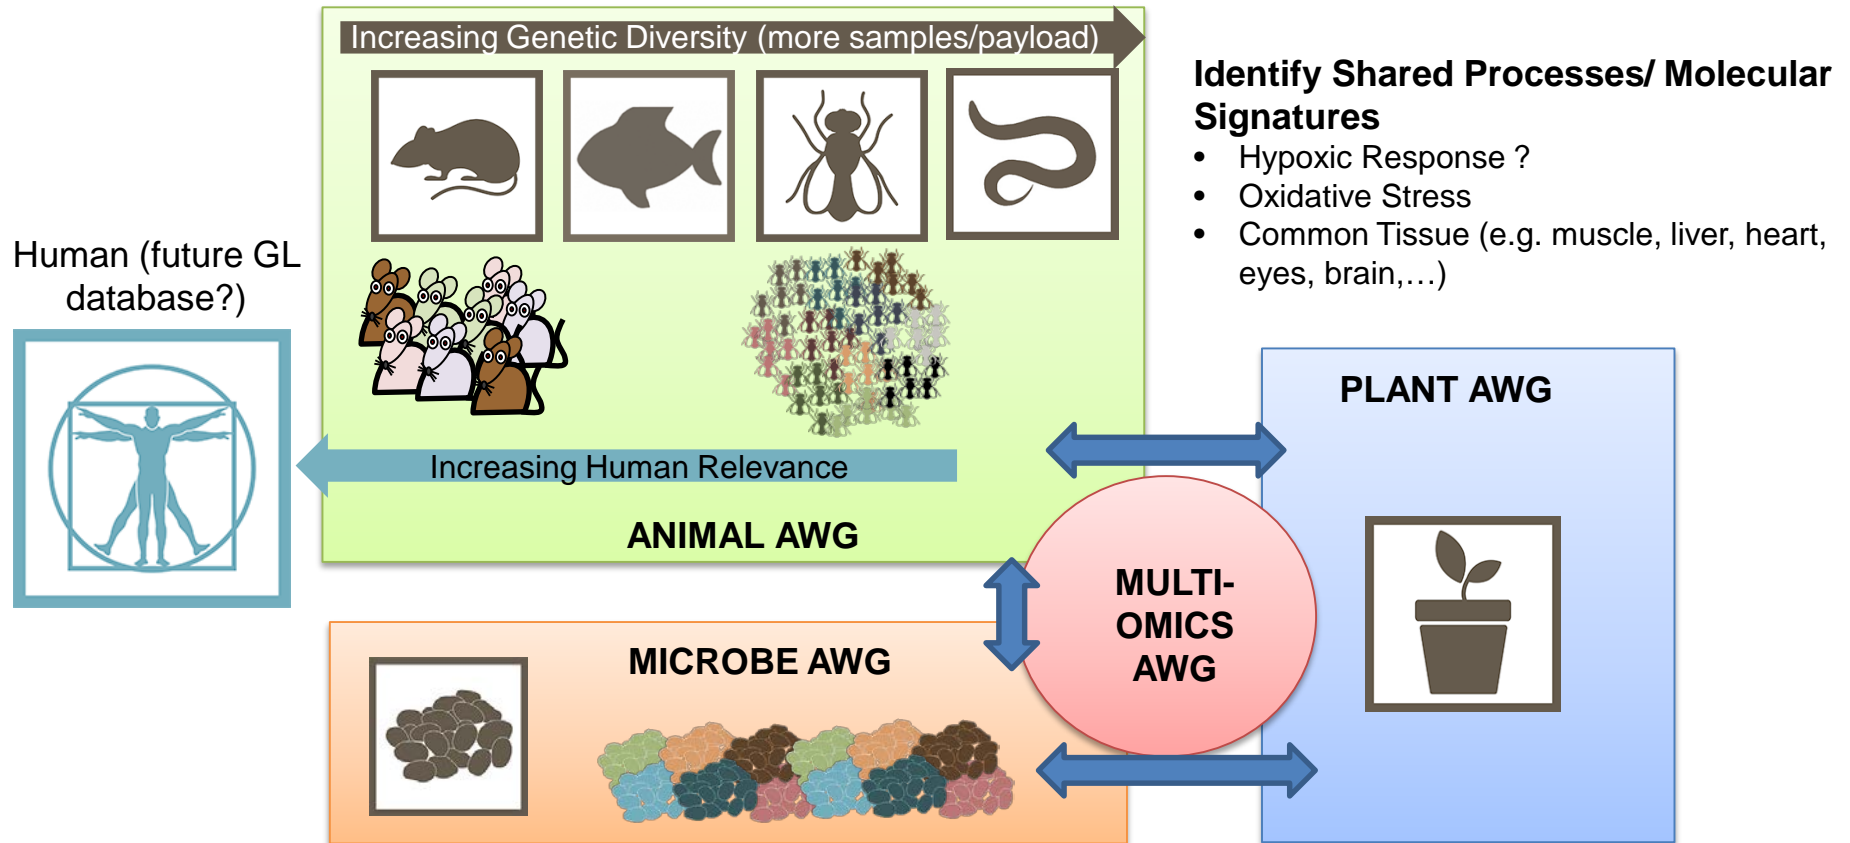 Increasing Genetic Diversity (more samples/payload)
Identify Shared Processes/ Molecular
Signatures
• Hypoxic Response ?
• Oxidative Stress
• Common Tissue (e.g. muscle, liver, heart,
eyes, brain,…)
Human (future GL
database?)
Increasing Human Relevance
ANIMAL AWG
PLANT AWG
MULTI-
OMICS
AWG
MICROBE AWG